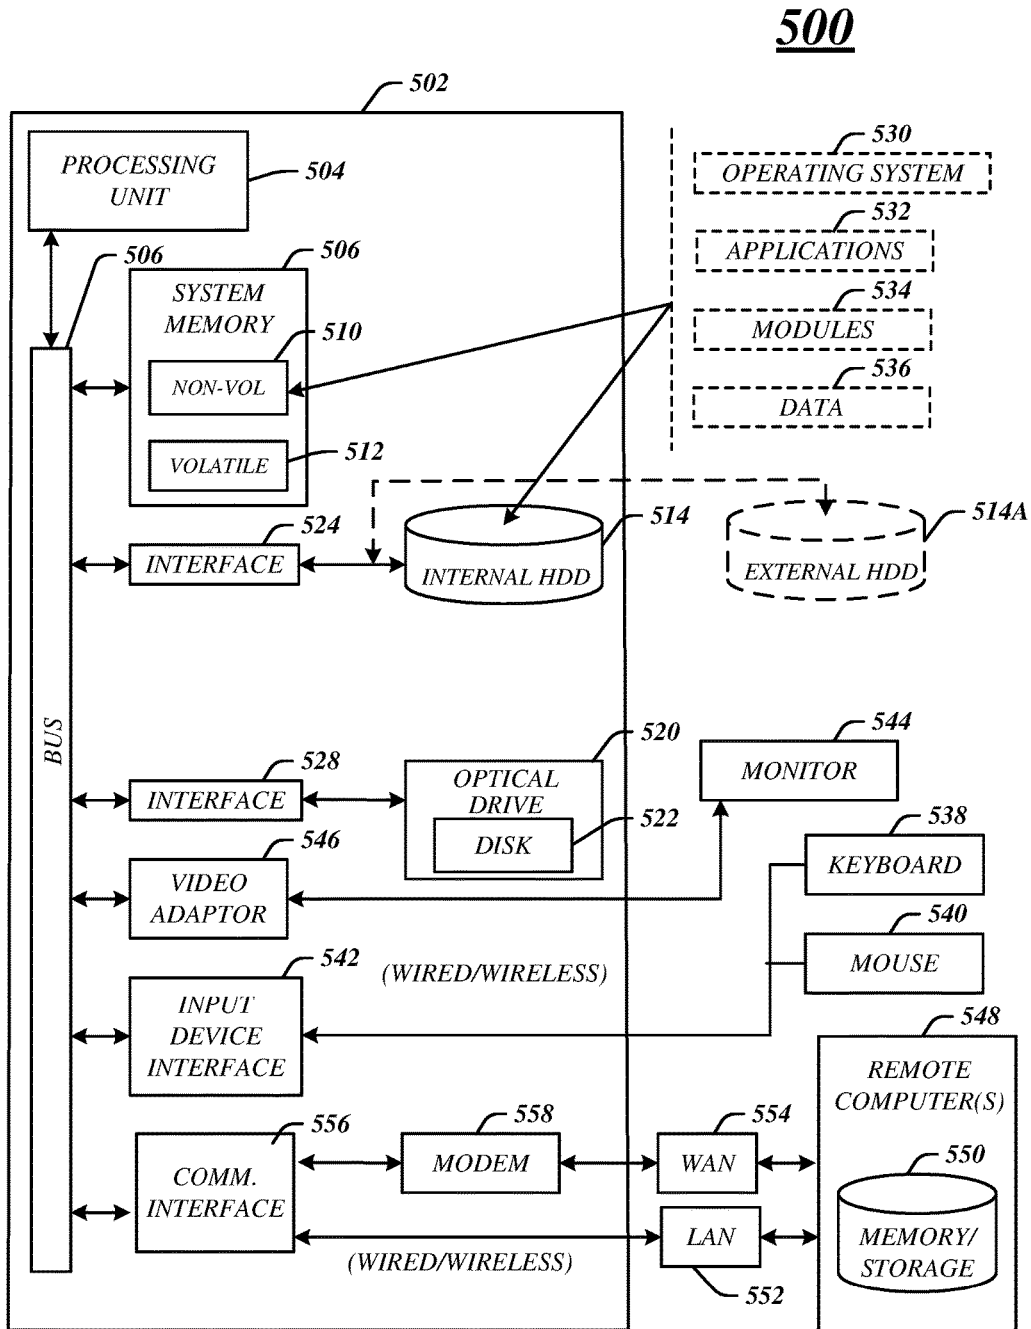 500
502
PROCESSING
UNIT
504
530
OPERATING SYSTEM
532
APPLICATIONS
534
MODULES
536
DATA
506
506
SYSTEM
MEMORY
510
NON-VOL
512
VOLATILE
524
INTERFACE
514
INTERNAL HDD
514A
EXTERNAL HDD
BUS
528
INTERFACE
520
OPTICAL
DRIVE
522
DISK
544
MONITOR
546
VIDEO
ADAPTOR
538
KEYBOARD
540
MOUSE
542
INPUT
DEVICE
INTERFACE
(WIRED/WIRELESS)
548
REMOTE
COMPUTER(S)
556
COMM.
INTERFACE
558
MODEM
554
WAN
550
MEMORY/
STORAGE
LAN
552
(WIRED/WIRELESS)